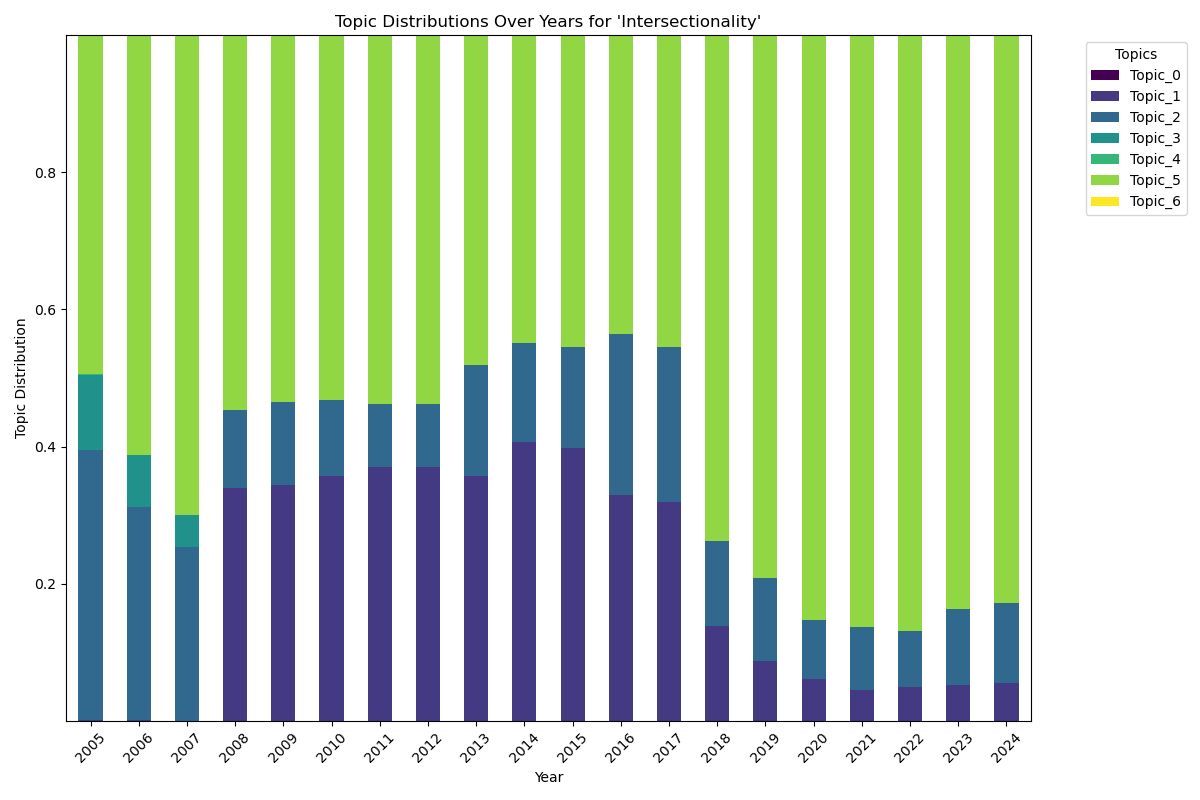 Topic Distributions Over Years for 'Intersectionality'
Topics
Topic_0
Topic_1
Topic_2
Topic_3
Topic_4
Topic_5
Topic_6
Topic Distribution
0.8
0.6
0.4
0.2
2005 2006 2007 2008 2009 2010 2011 2012 2013 2014 2015 2016 2017 2018 2019 2020 2021 2022 2023 2024
Year